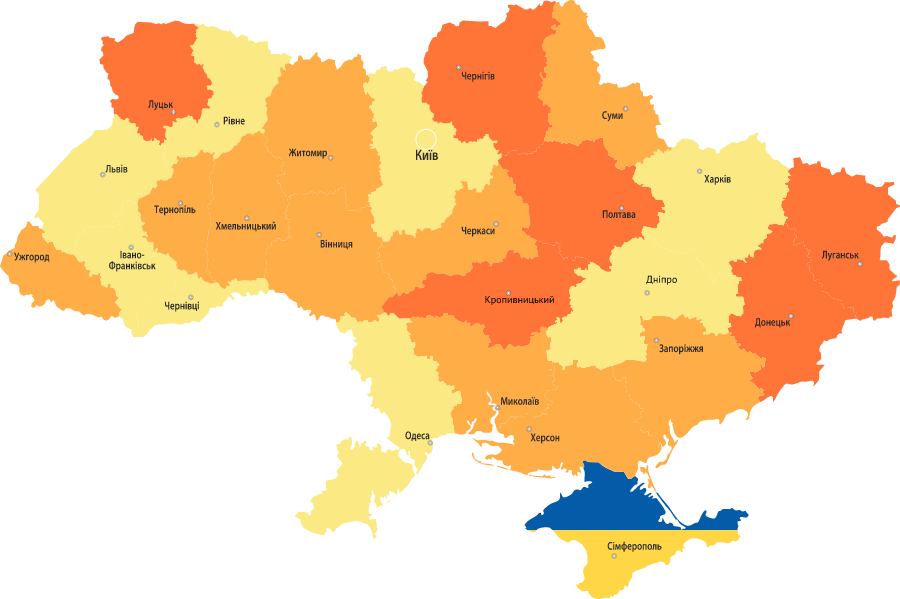 Чернігів
Луцьк
Суми
Рівне
Житомир
Київ
Львів
Харків
Тернопіль
Полтава
Хмельницький
Черкаси
Вінниця
Ужгород
Івано-
Франківськ
Луганськ
Дніпро
Чернівці
Кропивницький
Донецьк
Запоріжжя
Миколаїв
Одеса
Херсон
Сімферополь